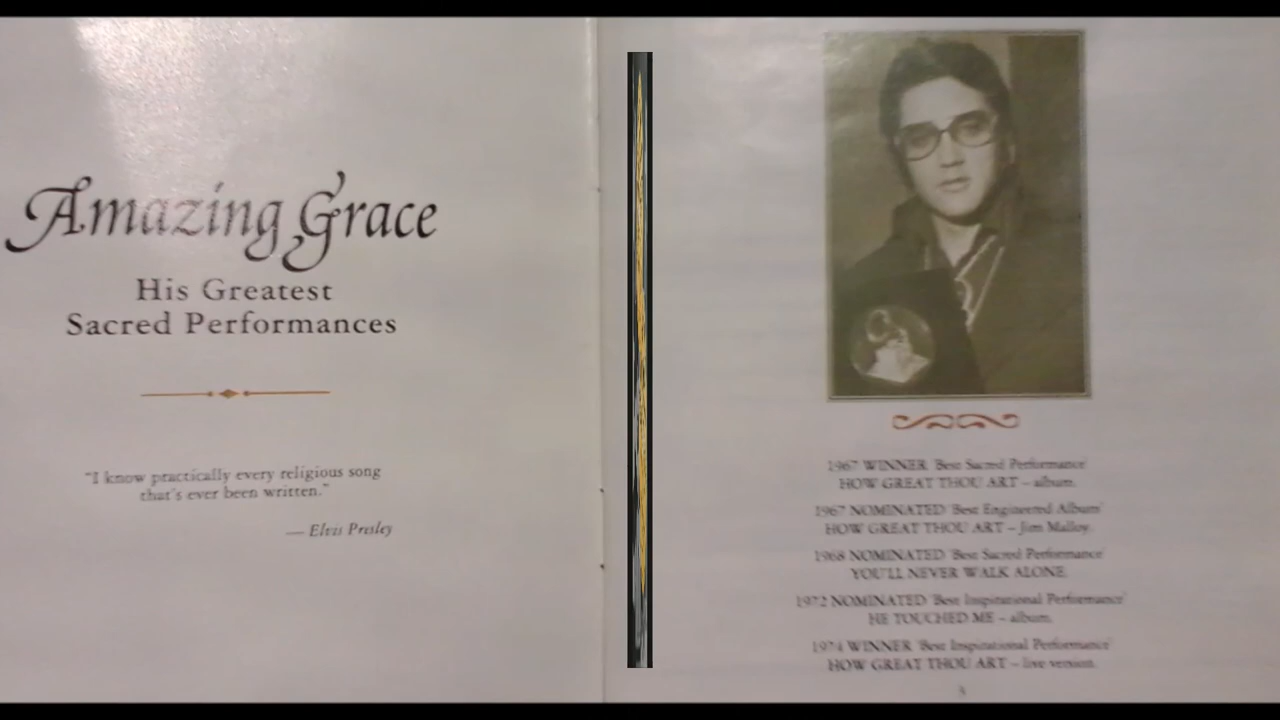 Amazing Grace
His Greatest
Sacred Performances
"I know practically every religious song
that's ever been written."
— Elvis Presley
1967 WINNER 'Best Sacred Performance'
HOW GREAT THOU ART – album.
1967 NOMINATED 'Best Engineered Album'
HOW GREAT THOU ART – Jim Malloy.
1968 NOMINATED 'Best Sacred Performance'
YOU'LL NEVER WALK ALONE.
1972 NOMINATED 'Best Inspirational Performance'
HE TOUCHED ME – album.
1974 WINNER 'Best Inspirational Performance'
HOW GREAT THOU ART – live version.